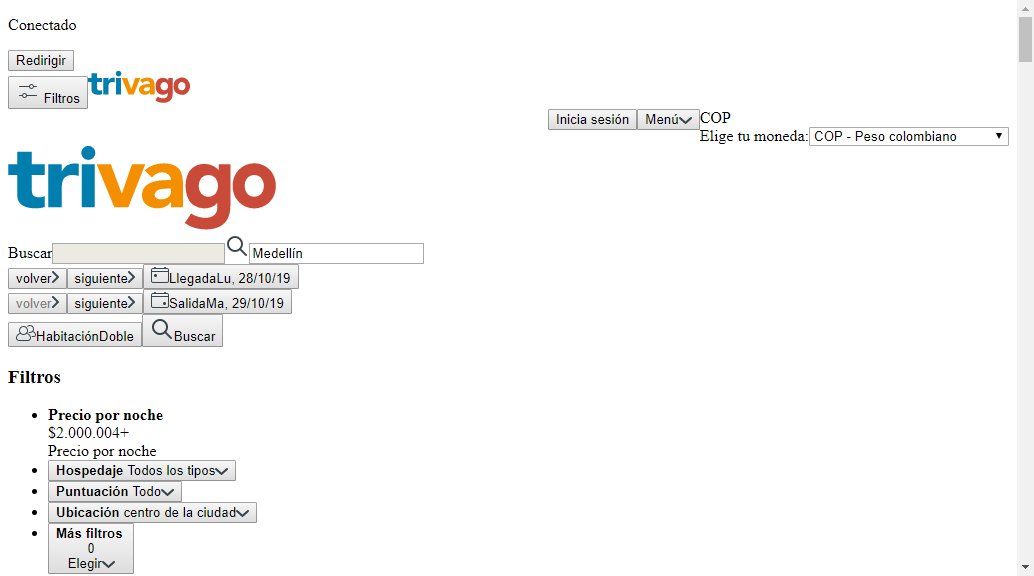 Conectado
Redirigir
Filtros trivago
Inicia sesión Menú COP
Elige tu moneda: COP - Peso colombiano
trivago
Buscar Medellín
volver siguiente LlegadaLu, 28/10/19
volver siguiente SalidaMa, 29/10/19
HabitaciónDoble Buscar
Filtros
Precio por noche
$2.000.004+
Precio por noche
Hospedaje Todos los tipos
Puntuación Todo
Ubicación centro de la ciudad
Más filtros
0
Elegir